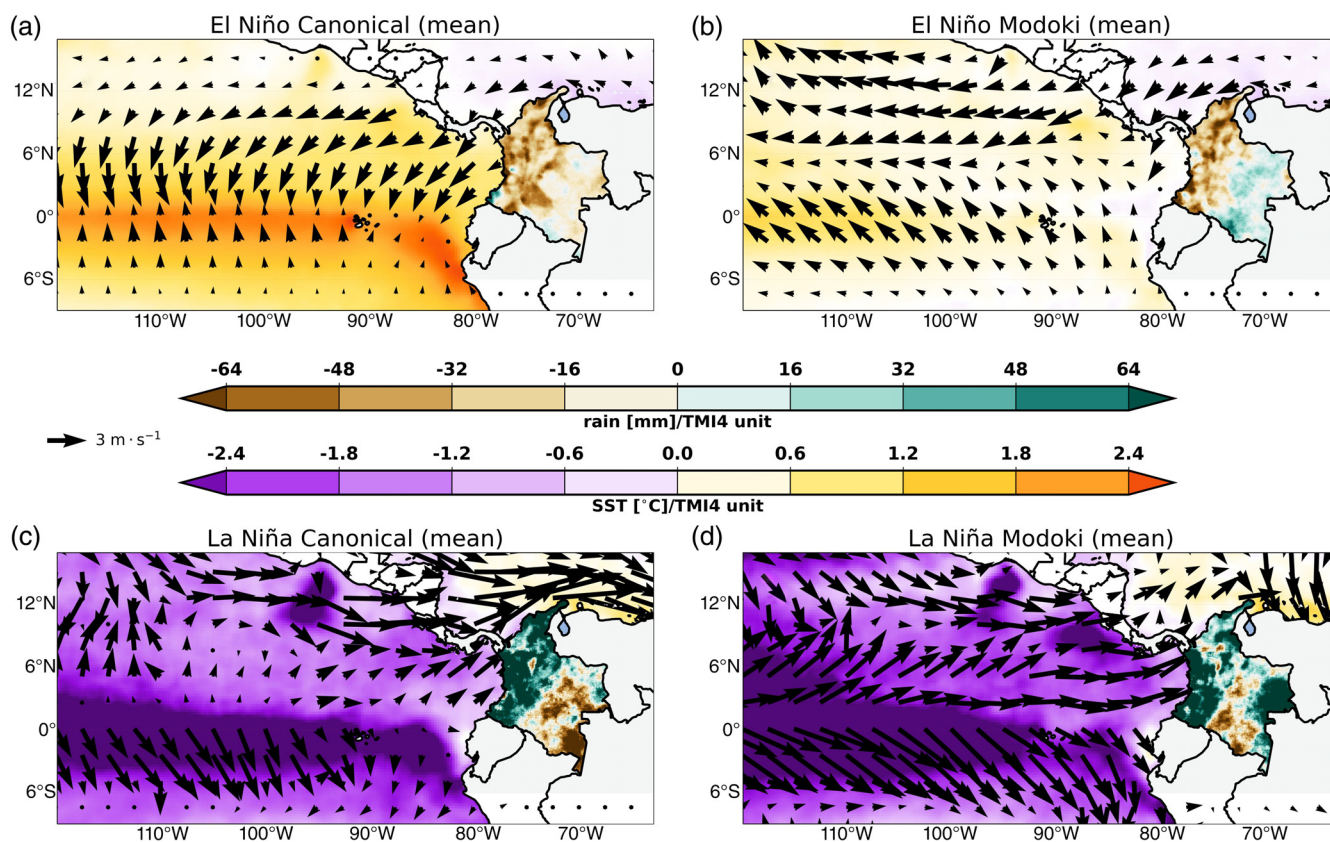 (a) El Niño Canonical (mean)
(b) El Niño Modoki (mean)
12°N
6°N
0°
6°S
110°W 100°W 90°W 80°W 70°W
12°N
6°N
0°
6°S
110°W 100°W 90°W 80°W 70°W
-64 -48 -32 -16 0 16 32 48 64
rain [mm]/TMI4 unit
3 m · s⁻¹
-2.4 -1.8 -1.2 -0.6 0.0 0.6 1.2 1.8 2.4
SST [°C]/TMI4 unit
(c) La Niña Canonical (mean)
(d) La Niña Modoki (mean)
12°N
6°N
0°
6°S
110°W 100°W 90°W 80°W 70°W
12°N
6°N
0°
6°S
110°W 100°W 90°W 80°W 70°W